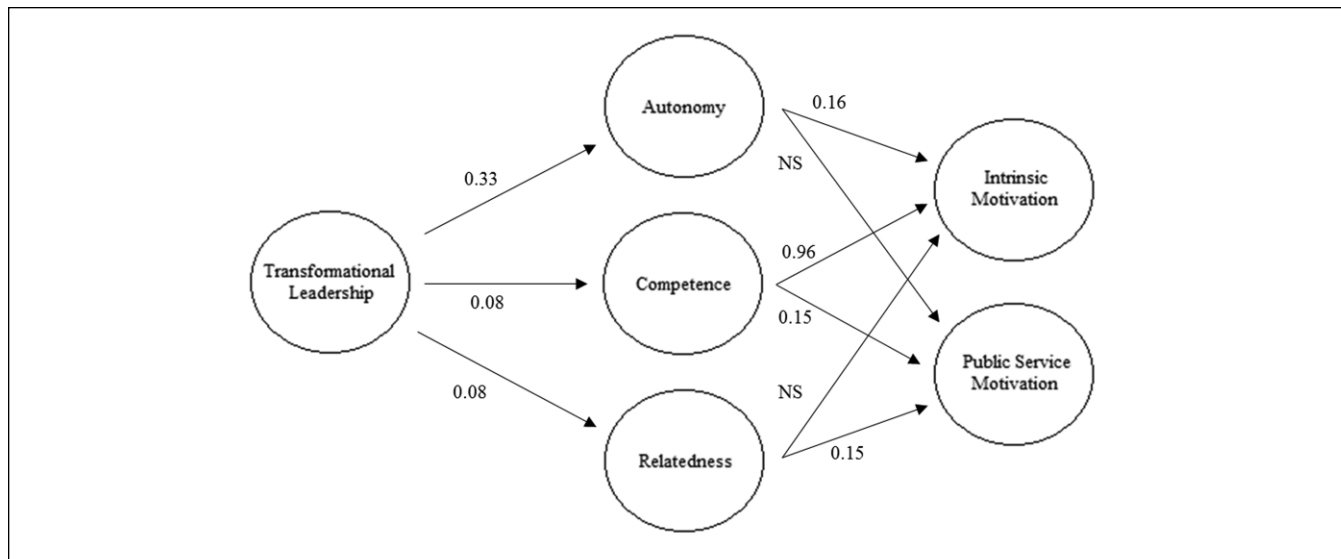 Autonomy
0.16
Intrinsic
Motivation
NS
0.33
Transformational
Leadership
0.96
Competence
0.08
0.15
Public Service
Motivation
NS
0.08
Relatedness
0.15